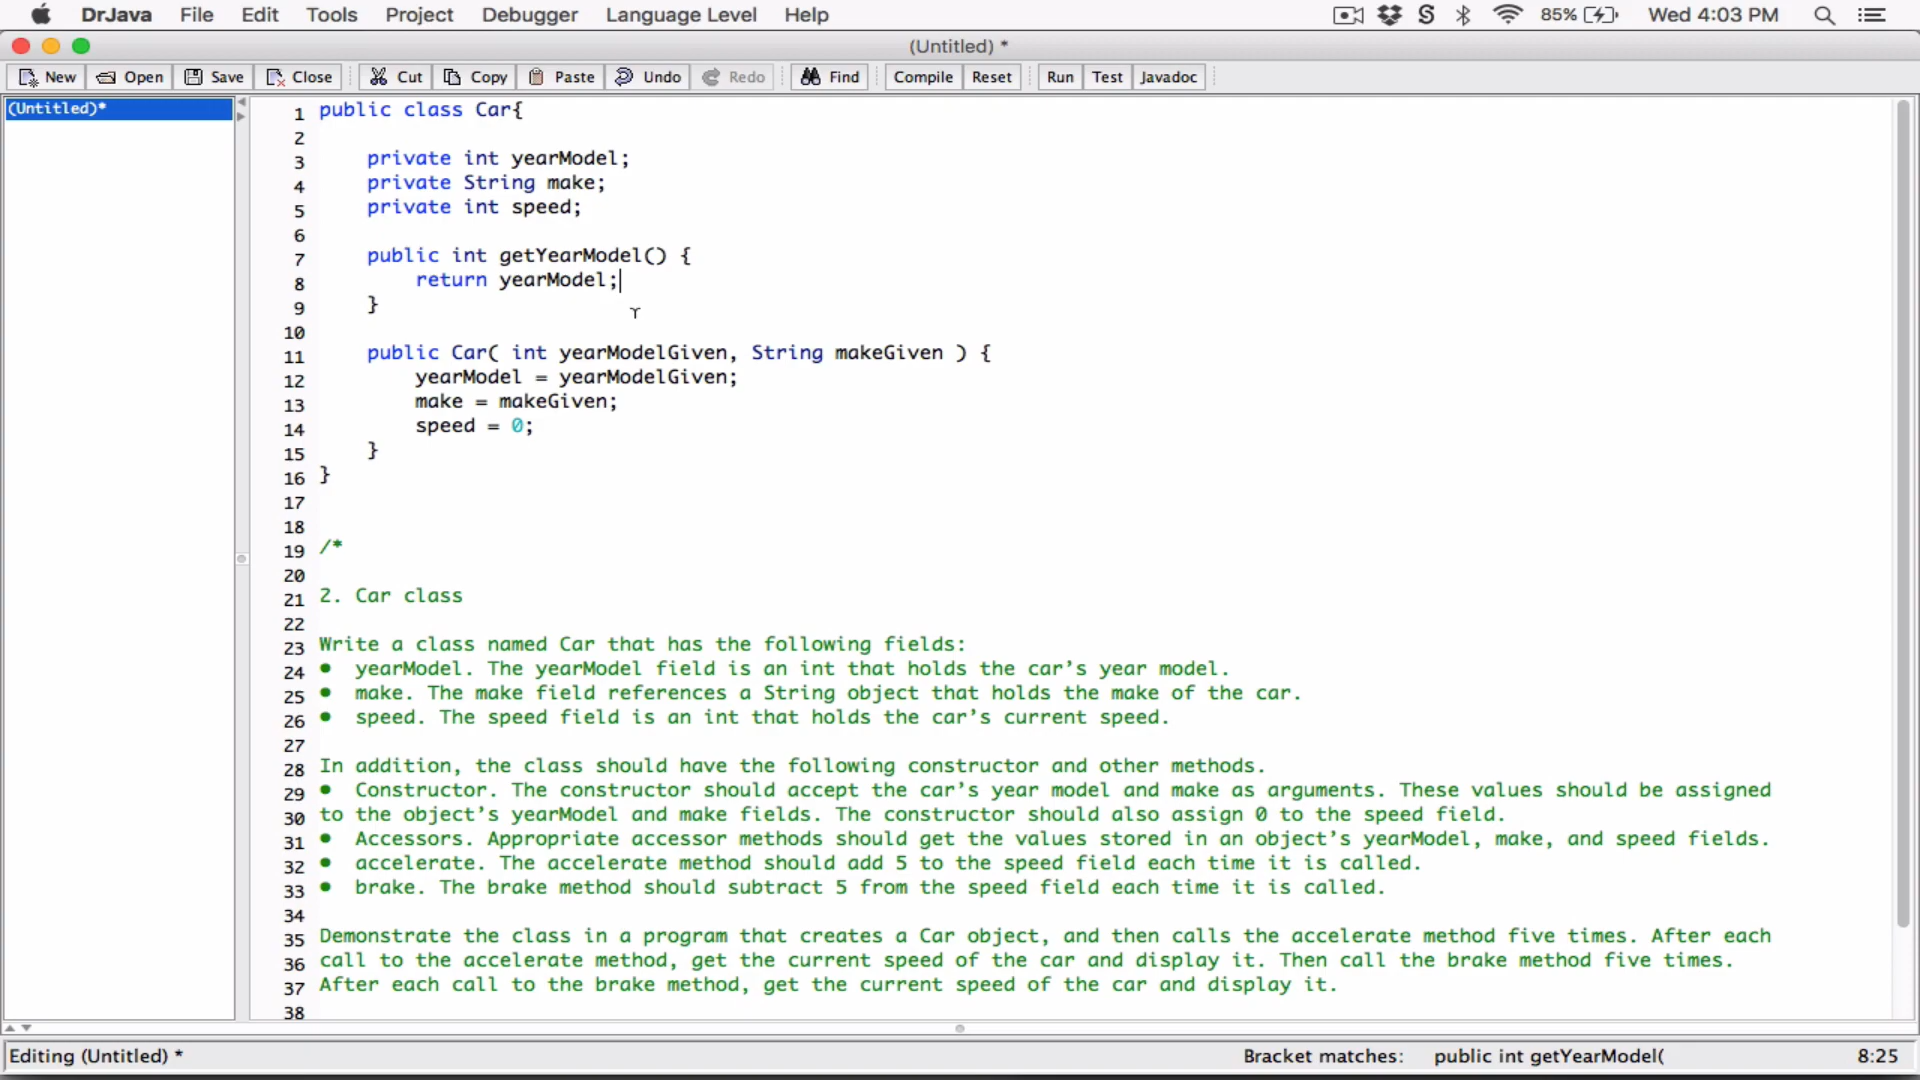 DrJava File Edit Tools Project Debugger Language Level Help 85% Wed 4:03 PM
(Untitled) *
New Open Save Close Cut Copy Paste Undo Redo Find Compile Reset Run Test Javadoc
(Untitled)*
1 public class Car{
2
3 private int yearModel;
4 private String make;
5 private int speed;
6
7 public int getYearModel() {
8 return yearModel;
9 }
10
11 public Car( int yearModelGiven, String makeGiven ) {
12 yearModel = yearModelGiven;
13 make = makeGiven;
14 speed = 0;
15 }
16 }
17
18
19 /*
20
21 2. Car class
22
23 Write a class named Car that has the following fields:
24 • yearModel. The yearModel field is an int that holds the car’s year model.
25 • make. The make field references a String object that holds the make of the car.
26 • speed. The speed field is an int that holds the car’s current speed.
27
28 In addition, the class should have the following constructor and other methods.
29 • Constructor. The constructor should accept the car’s year model and make as arguments. These values should be assigned
30 to the object’s yearModel and make fields. The constructor should also assign 0 to the speed field.
31 • Accessors. Appropriate accessor methods should get the values stored in an object’s yearModel, make, and speed fields.
32 • accelerate. The accelerate method should add 5 to the speed field each time it is called.
33 • brake. The brake method should subtract 5 from the speed field each time it is called.
34
35 Demonstrate the class in a program that creates a Car object, and then calls the accelerate method five times. After each
36 call to the accelerate method, get the current speed of the car and display it. Then call the brake method five times.
37 After each call to the brake method, get the current speed of the car and display it.
38
Editing (Untitled) * Bracket matches: public int getYearModel( 8:25